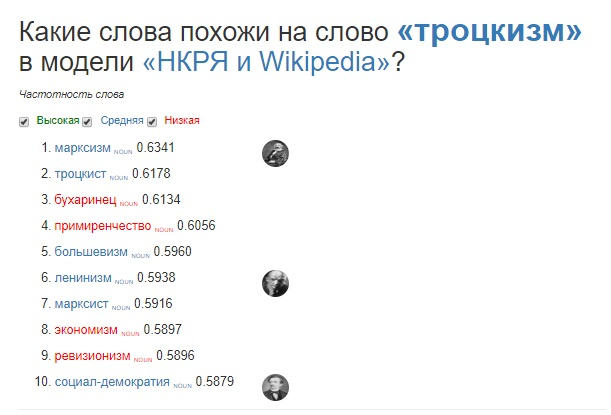 Какие слова похожи на слово «троцкизм»
в модели «НКРЯ и Wikipedia»?
Частотность слова
Высокая Средняя Низкая
1. марксизм NOUN 0.6341
2. троцкист NOUN 0.6178
3. бухаринец NOUN 0.6134
4. примиренчество NOUN 0.6056
5. большевизм NOUN 0.5960
6. ленинизм NOUN 0.5938
7. марксист NOUN 0.5916
8. экономизм NOUN 0.5897
9. ревизионизм NOUN 0.5896
10. социал-демократия NOUN 0.5879